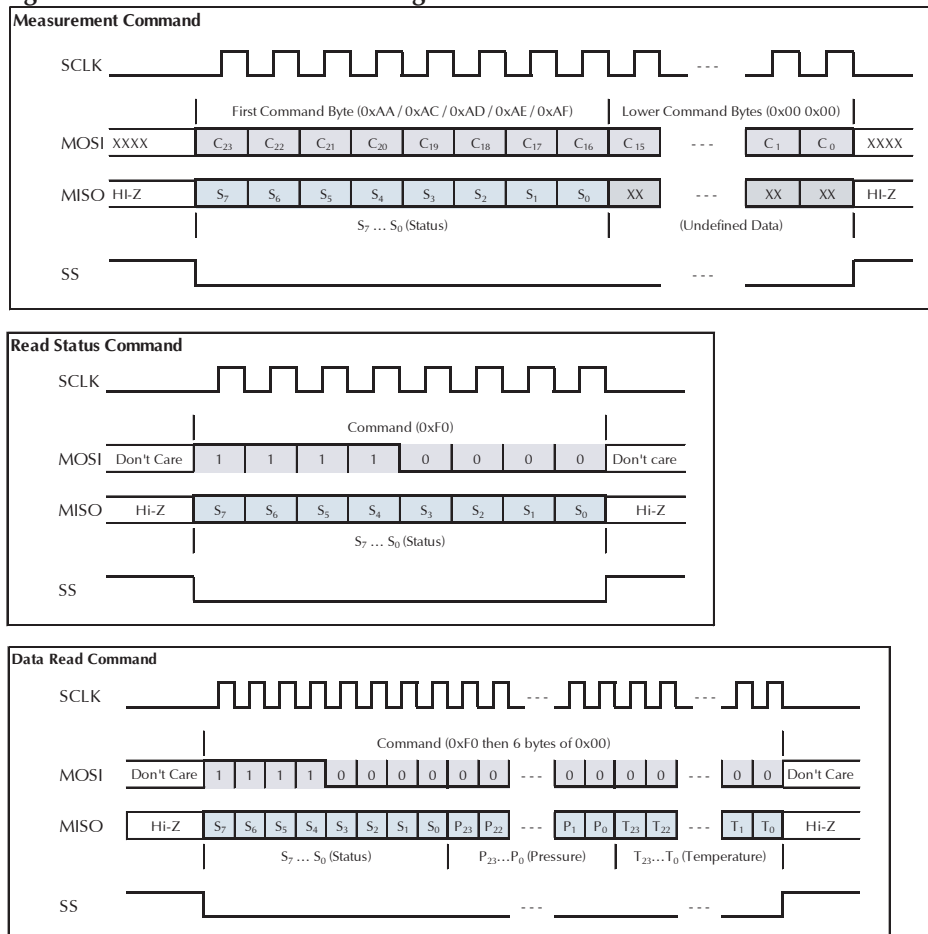 Measurement Command
SCLK
First Command Byte (0xAA / 0xAC / 0xAD / 0xAE / 0xAF) Lower Command Bytes (0x00 0x00)
MOSI XXXX C₂₃ C₂₂ C₂₁ C₂₀ C₁₉ C₁₈ C₁₇ C₁₆ C₁₅ - - - C₁ C₀ XXXX
MISO HI-Z S₇ S₆ S₅ S₄ S₃ S₂ S₁ S₀ XX - - - XX XX HI-Z
S₇ … S₀ (Status) (Undefined Data)
SS - - -
Read Status Command
SCLK
Command (0xF0)
MOSI Don't Care 1 1 1 1 0 0 0 0 Don't care
MISO Hi-Z S₇ S₆ S₅ S₄ S₃ S₂ S₁ S₀ Hi-Z
S₇ … S₀ (Status)
SS
Data Read Command
SCLK - - - - - -
Command (0xF0 then 6 bytes of 0x00)
MOSI Don't Care 1 1 1 1 0 0 0 0 0 0 - - - 0 0 0 0 - - - 0 0 Don't Care
MISO Hi-Z S₇ S₆ S₅ S₄ S₃ S₂ S₁ S₀ P₂₃ P₂₂ - - - P₁ P₀ T₂₃ T₂₂ - - - T₁ T₀ Hi-Z
S₇ … S₀ (Status) P₂₃…P₀ (Pressure) T₂₃…T₀ (Temperature)
SS - - - - - -